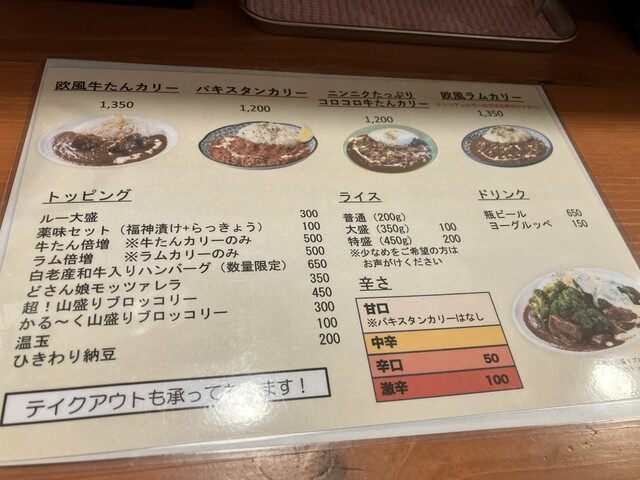 欧風牛たんカリー
1,350
パキスタンカリー
1,200
ニンニクたっぷり
コロコロ牛たんカリー
1,200
欧風ラムカリー
1,350
トッピング
ルー大盛 300
薬味セット（福神漬け+らっきょう） 100
牛たん倍増 ※牛たんカリーのみ 500
ラム倍増 ※ラムカリーのみ 500
白老産和牛入りハンバーグ（数量限定） 650
どさん娘モッツァレラ 350
超！山盛りブロッコリー 450
かる～く山盛りブロッコリー 300
温玉 100
ひきわり納豆 200
テイクアウトも承っております！
ライス
普通（200g）
大盛（350g） 100
特盛（450g） 200
※少なめをご希望の方は
お声がけください
辛さ
甘口
※パキスタンカリーはなし
中辛
辛口 50
激辛 100
ドリンク
瓶ビール 650
ヨーグルッペ 150